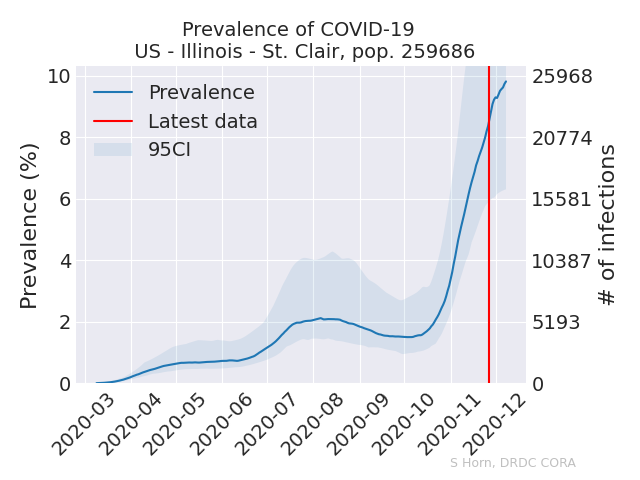 Prevalence of COVID-19
US - Illinois - St. Clair, pop. 259686
Prevalence
Latest data
95CI
Prevalence (%)
10
8
6
4
2
0
25968
20774
15581
10387
5193
0
# of infections
2020-03
2020-04
2020-05
2020-06
2020-07
2020-08
2020-09
2020-10
2020-11
2020-12
S Horn, DRDC CORA